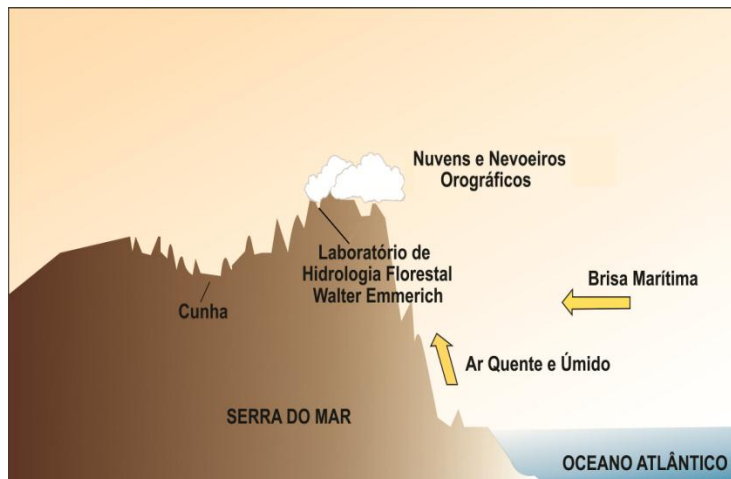 Nuvens e Nevoeiros
Orográficos
Laboratório de
Hidrologia Florestal
Walter Emmerich
Brisa Marítima
Cunha
Ar Quente e Úmido
SERRA DO MAR
OCEANO ATLÂNTICO